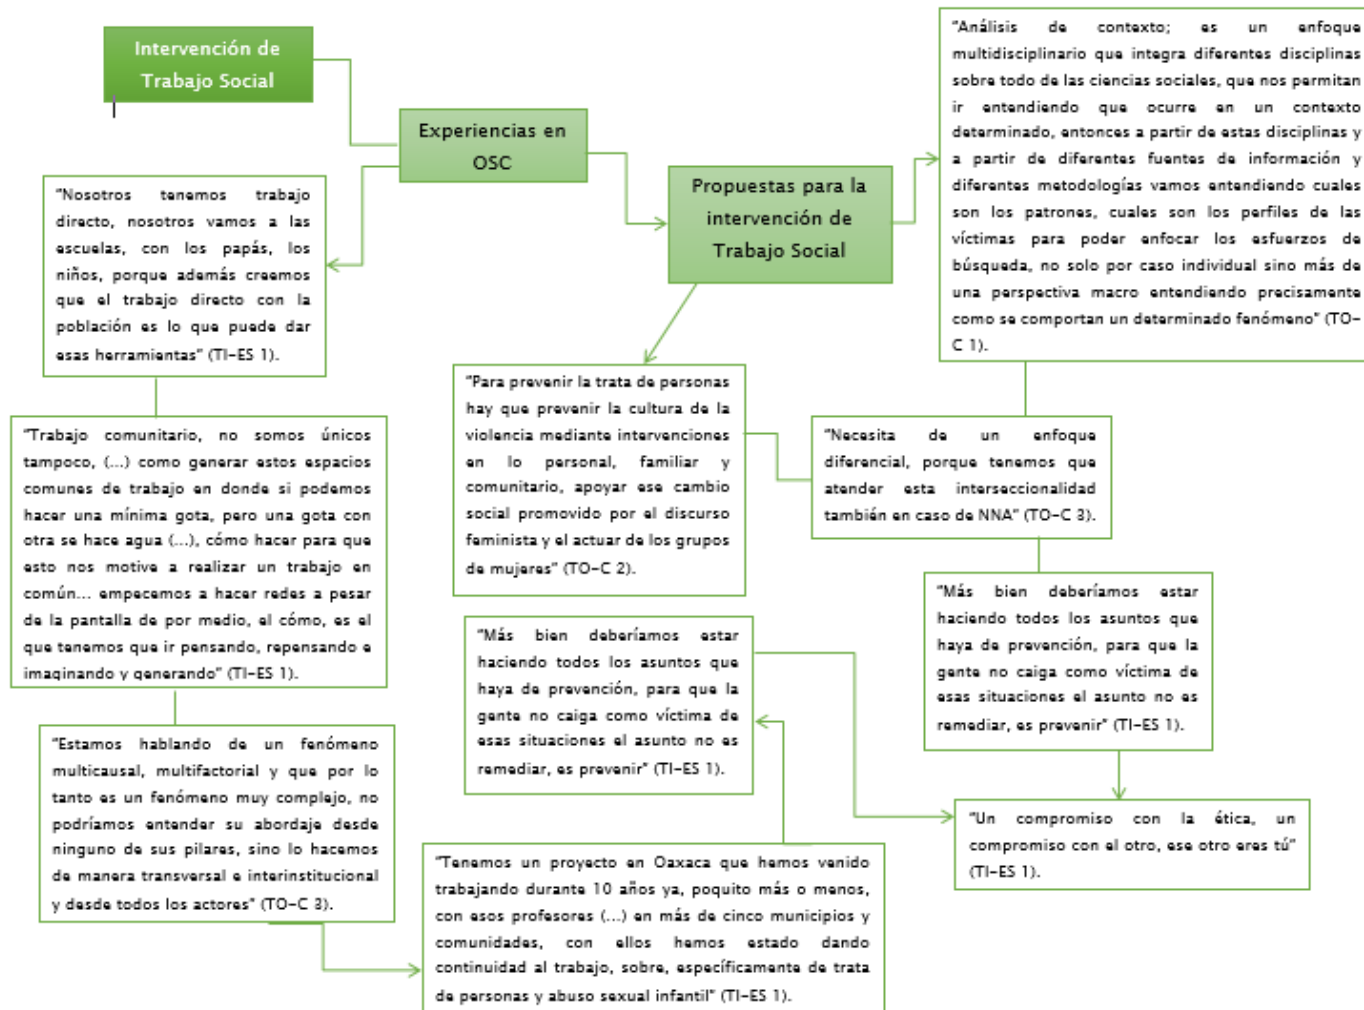 Intervención de
Trabajo Social
Experiencias en
OSC
Propuestas para la
intervención de
Trabajo Social
"Análisis de contexto; es un enfoque
multidisciplinario que integra diferentes disciplinas
sobre todo de las ciencias sociales, que nos permitan
ir entendiendo que ocurre en un contexto
determinado, entonces a partir de estas disciplinas y
a partir de diferentes fuentes de información y
diferentes metodologías vamos entendiendo cuales
son los patrones, cuales son los perfiles de las
víctimas para poder enfocar los esfuerzos de
búsqueda, no solo por caso individual sino más de
una perspectiva macro entendiendo precisamente
como se comportan un determinado fenómeno" (TO-
C 1).
"Nosotros tenemos trabajo
directo, nosotros vamos a las
escuelas, con los papás, los
niños, porque además creemos
que el trabajo directo con la
población es lo que puede dar
esas herramientas" (TI-ES 1).
"Trabajo comunitario, no somos únicos
tampoco, (...) como generar estos espacios
comunes de trabajo en donde si podemos
hacer una mínima gota, pero una gota con
otra se hace agua (...), cómo hacer para que
esto nos motive a realizar un trabajo en
común... empecemos a hacer redes a pesar
de la pantalla de por medio, el cómo, es el
que tenemos que ir pensando, repensando e
imaginando y generando" (TI-ES 1).
"Estamos hablando de un fenómeno
multicausal, multifactorial y que por lo
tanto es un fenómeno muy complejo, no
podríamos entender su abordaje desde
ninguno de sus pilares, sino lo hacemos
de manera transversal e interinstitucional
y desde todos los actores" (TO-C 3).
"Para prevenir la trata de personas
hay que prevenir la cultura de la
violencia mediante intervenciones
en lo personal, familiar y
comunitario, apoyar ese cambio
social promovido por el discurso
feminista y el actuar de los grupos
de mujeres" (TO-C 2).
"Necesita de un enfoque
diferencial, porque tenemos que
atender esta interseccionalidad
también en caso de NNA" (TO-C 3).
"Más bien deberíamos estar
haciendo todos los asuntos que
haya de prevención, para que la
gente no caiga como víctima de
esas situaciones el asunto no es
remediar, es prevenir" (TI-ES 1).
"Más bien deberíamos estar
haciendo todos los asuntos que
haya de prevención, para que la
gente no caiga como víctima de
esas situaciones el asunto no es
remediar, es prevenir" (TI-ES 1).
"Un compromiso con la ética, un
compromiso con el otro, ese otro eres tú"
(TI-ES 1).
"Tenemos un proyecto en Oaxaca que hemos venido
trabajando durante 10 años ya, poquito más o menos,
con esos profesores (...) en más de cinco municipios y
comunidades, con ellos hemos estado dando
continuidad al trabajo, sobre, específicamente de trata
de personas y abuso sexual infantil" (TI-ES 1).